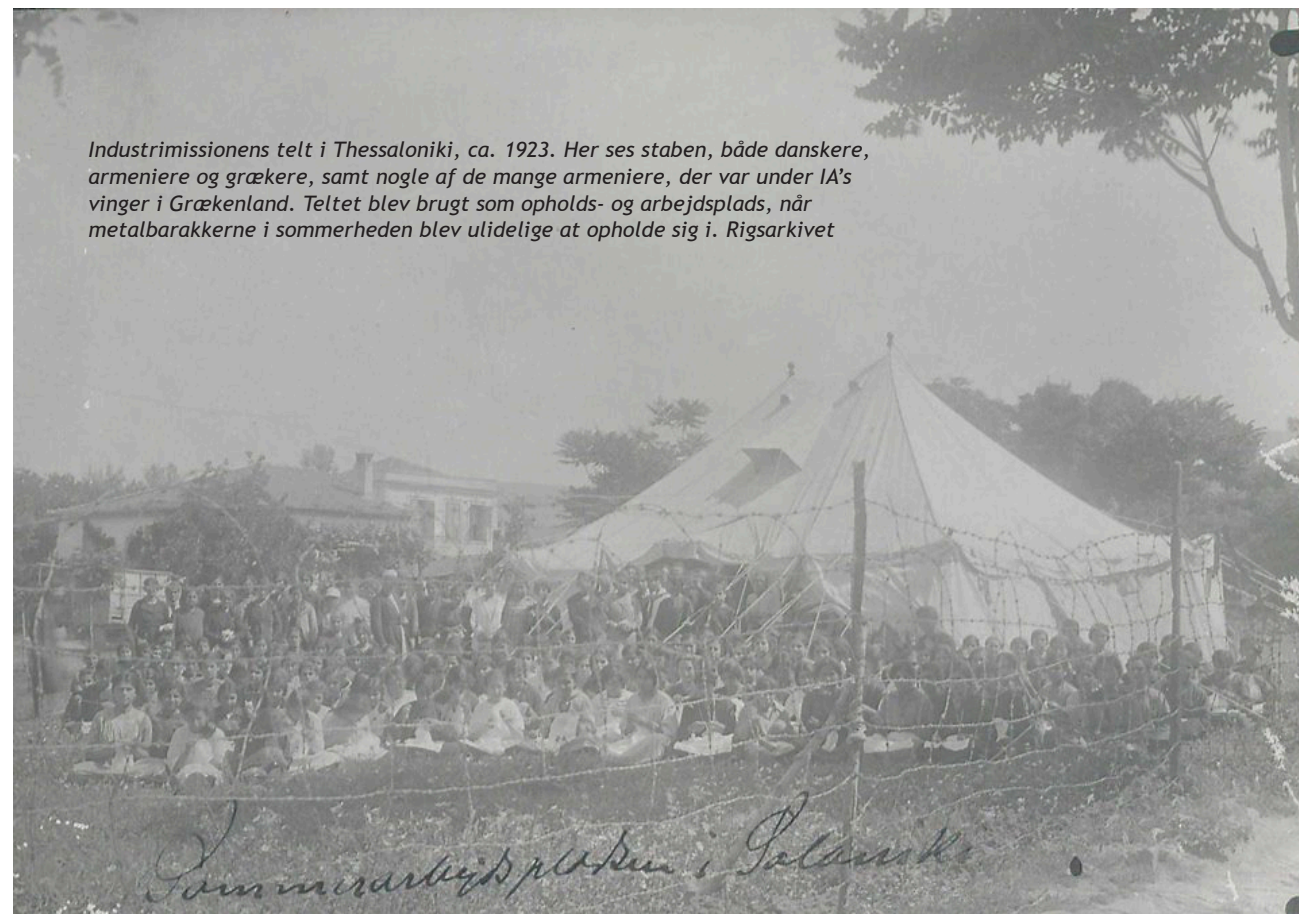 Industrimissionens telt i Thessaloniki, ca. 1923. Her ses staben, både danskere,
armeniere og grækere, samt nogle af de mange armeniere, der var under IA’s
vinger i Grækenland. Teltet blev brugt som opholds- og arbejdsplads, når
metalbarakkerne i sommerheden blev ulidelige at opholde sig i. Rigsarkivet
Sommerarbejdspladsen i Saloniki